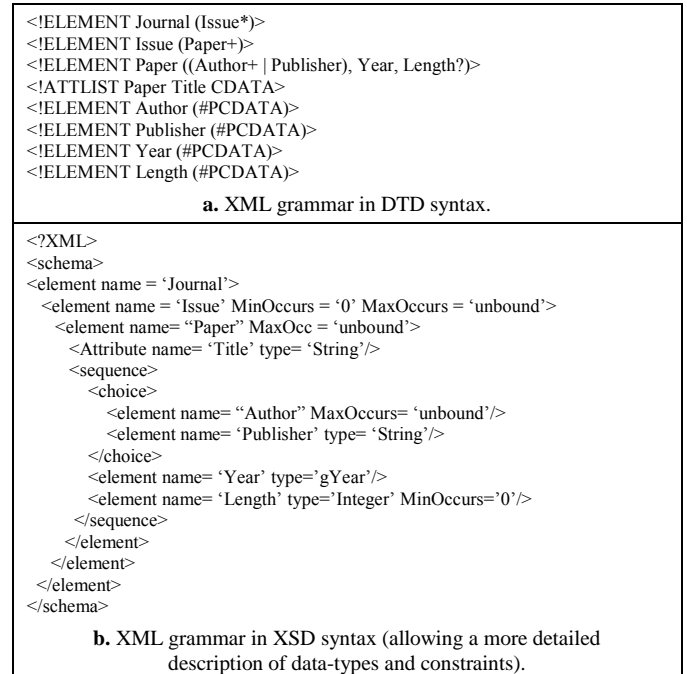 <!ELEMENT Journal (Issue*)>
<!ELEMENT Issue (Paper+)>
<!ELEMENT Paper ((Author+ | Publisher), Year, Length?)>
<!ATTLIST Paper Title CDATA>
<!ELEMENT Author (#PCDATA)>
<!ELEMENT Publisher (#PCDATA)>
<!ELEMENT Year (#PCDATA)>
<!ELEMENT Length (#PCDATA)>
a. XML grammar in DTD syntax.
<?XML>
<schema>
<element name = ‘Journal’>
<element name = ‘Issue’ MinOccurs = ‘0’ MaxOccurs = ‘unbound’>
<element name= “Paper” MaxOcc = ‘unbound’>
<Attribute name= ‘Title’ type= ‘String’/>
<sequence>
<choice>
<element name= “Author” MaxOccurs= ‘unbound’/>
<element name= ‘Publisher’ type= ‘String’/>
</choice>
<element name= ‘Year’ type=’gYear’/>
<element name= ‘Length’ type=’Integer’ MinOccurs=’0’/>
</sequence>
</element>
</element>
</element>
</schema>
b. XML grammar in XSD syntax (allowing a more detailed
description of data-types and constraints).